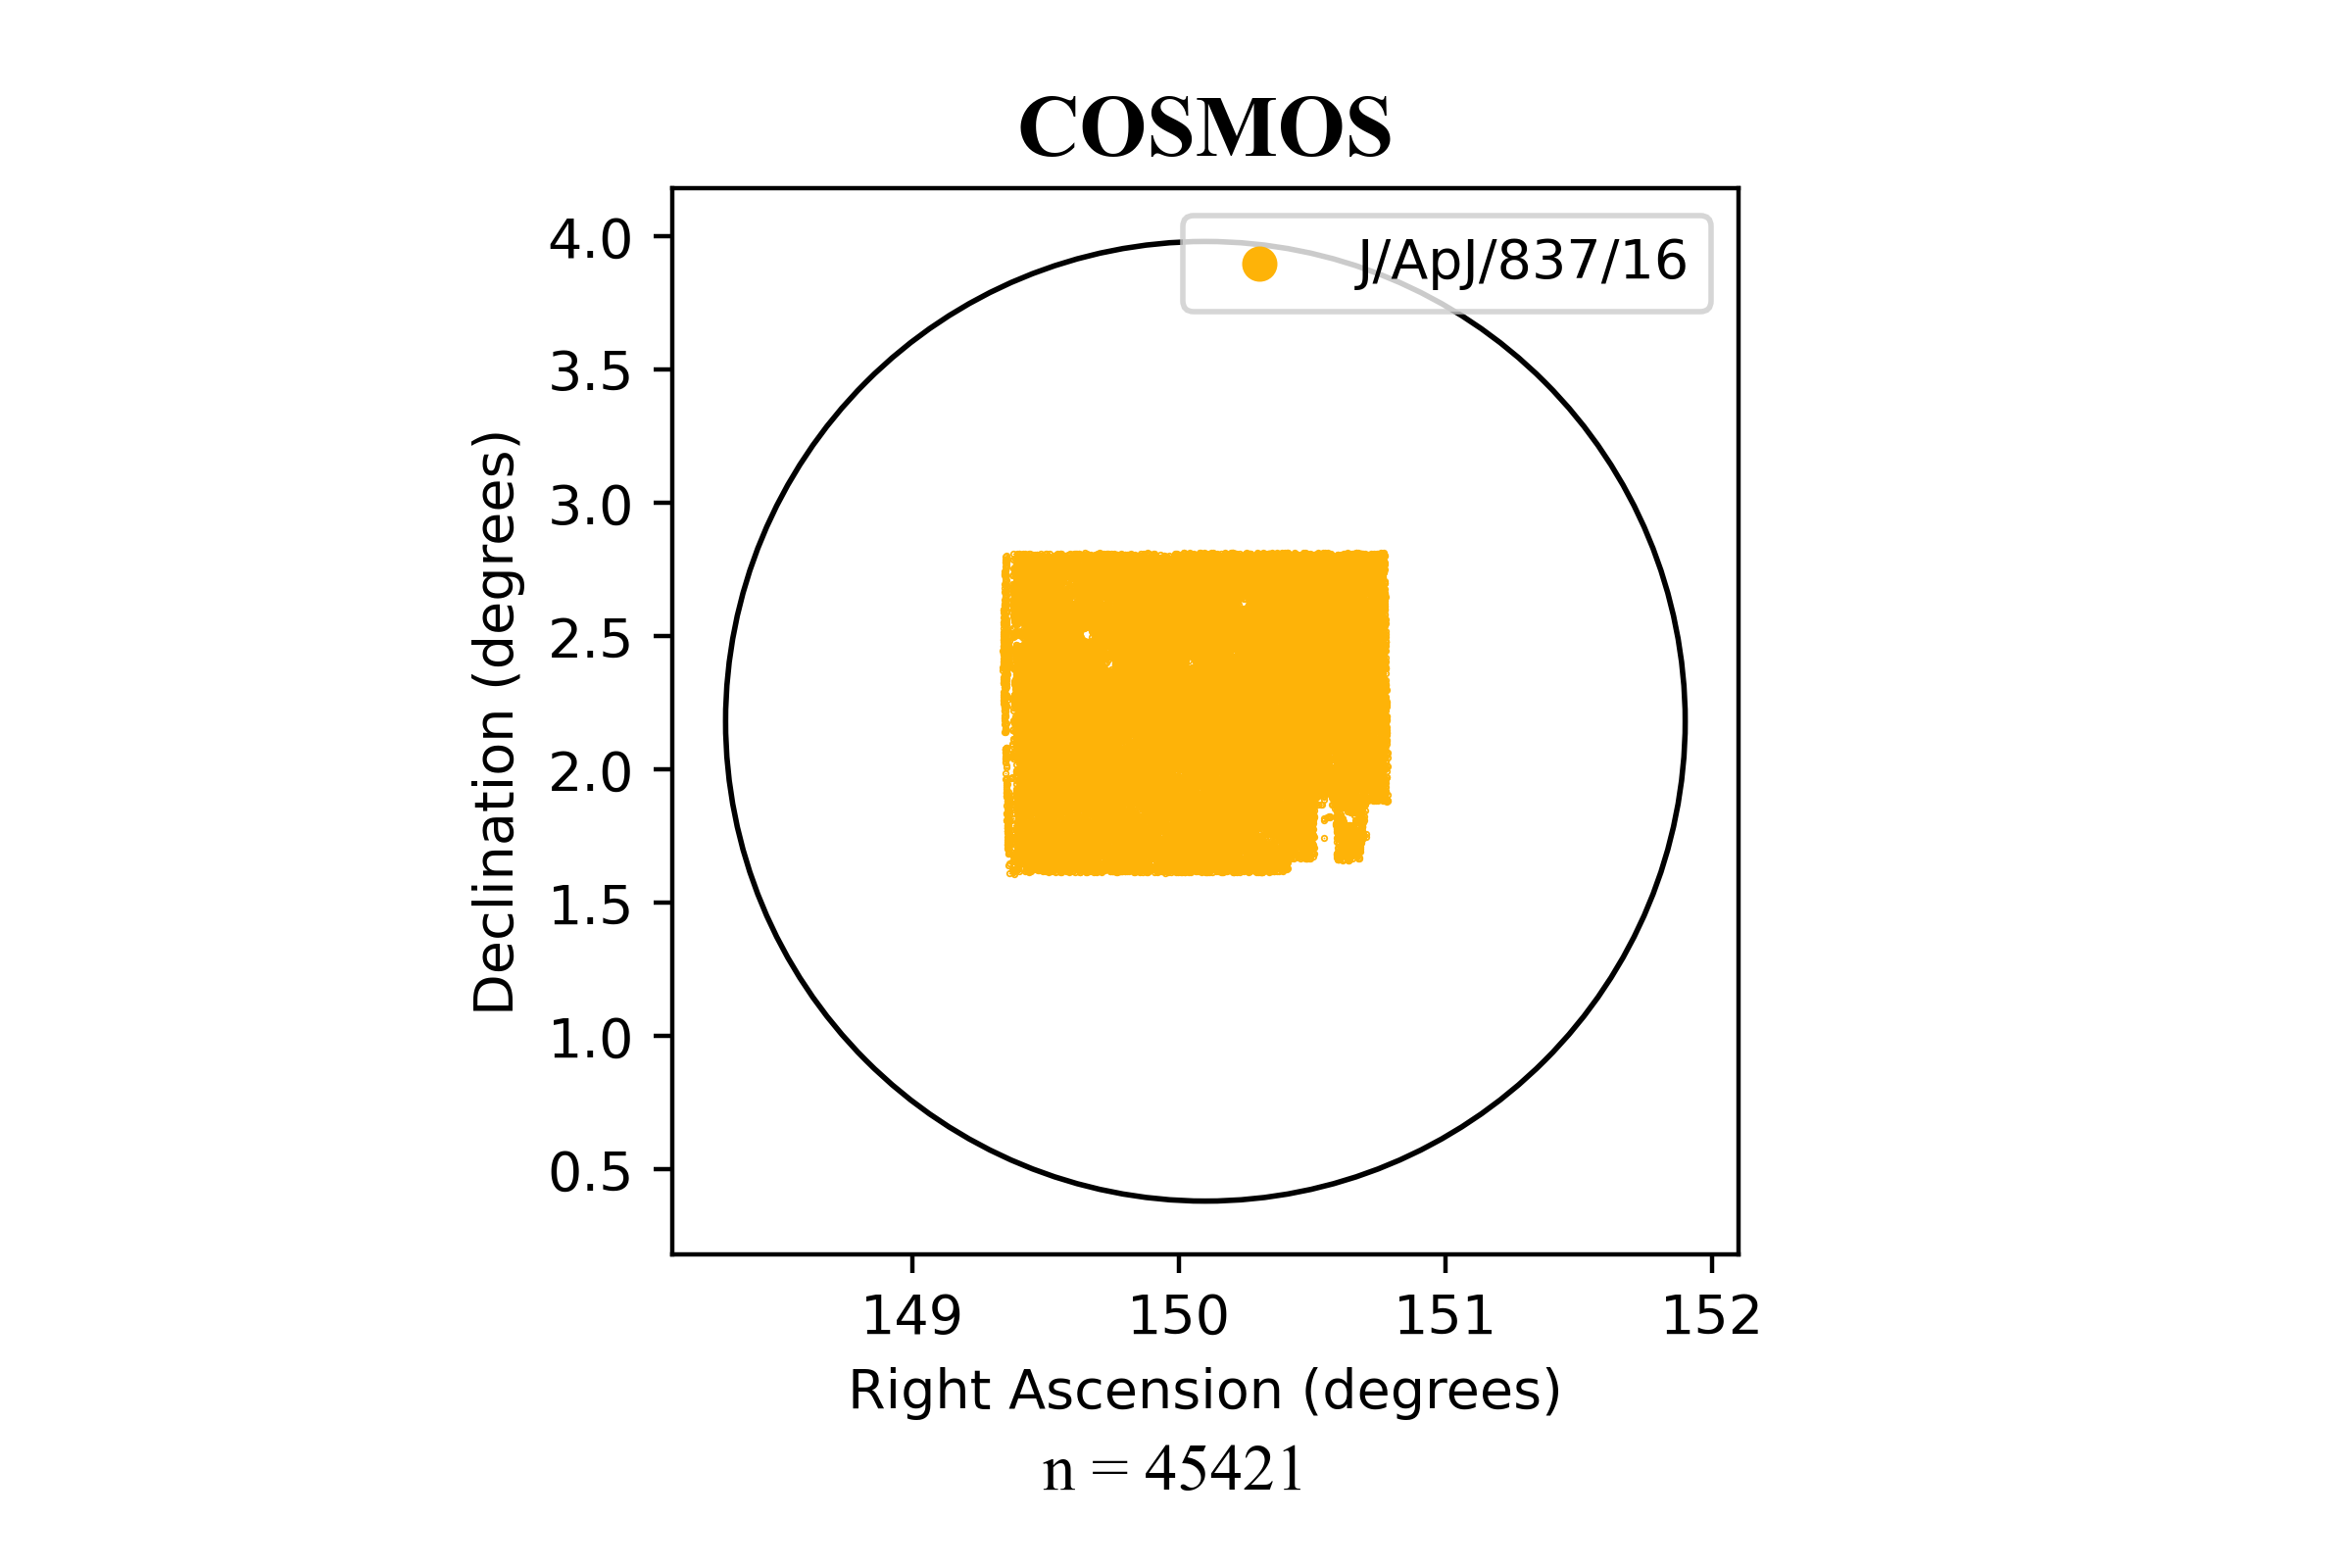 COSMOS
J/ApJ/837/16
4.0
3.5
3.0
2.5
2.0
1.5
1.0
0.5
Declination (degrees)
149 150 151 152
Right Ascension (degrees)
n = 45421